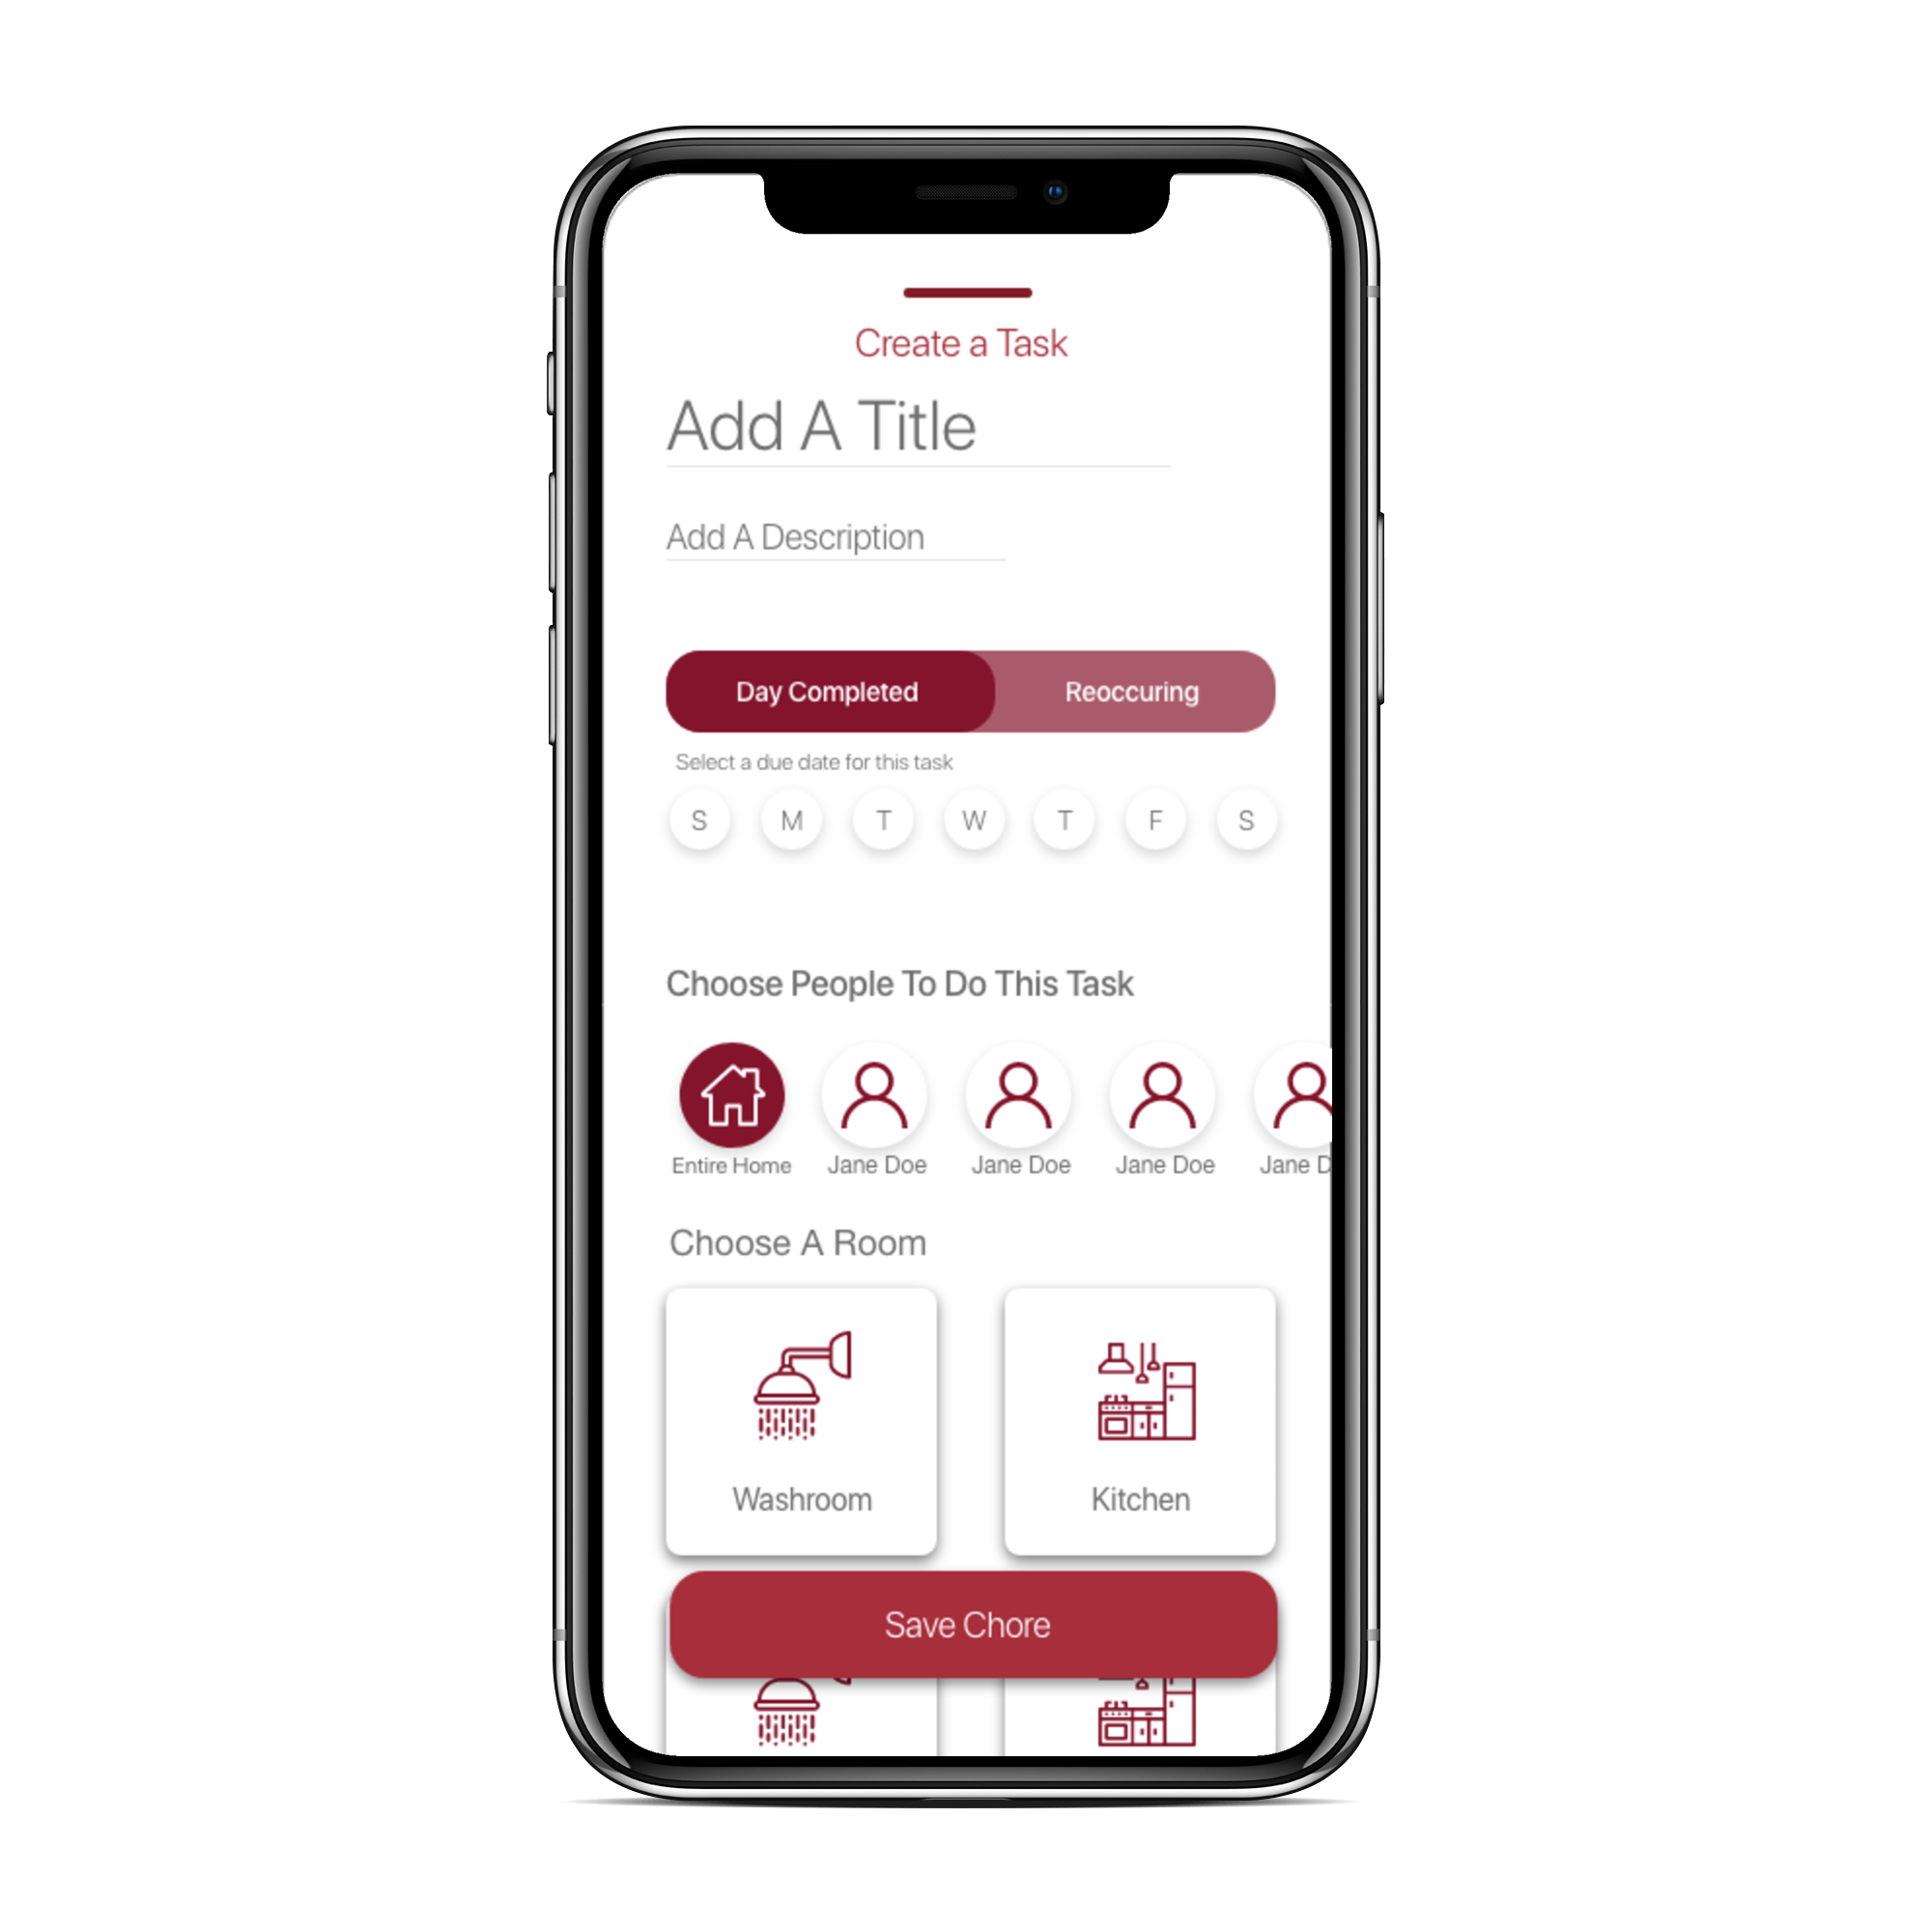 Create a Task
Add A Title
Add A Description
Day Completed Reoccuring
Select a due date for this task
S M T W T F S
Choose People To Do This Task
Entire Home Jane Doe Jane Doe Jane Doe Jane D
Choose A Room
Washroom Kitchen
Save Chore